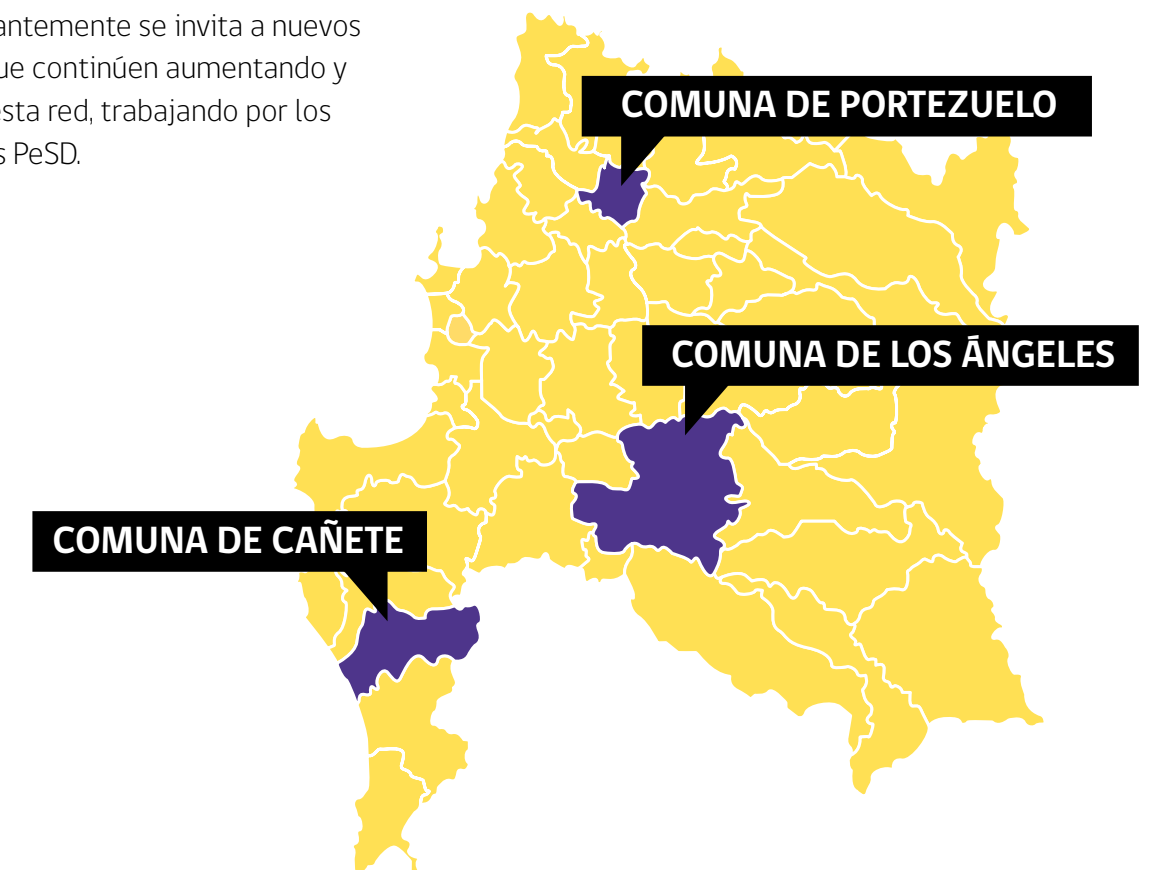 antemente se invita a nuevos
ue continúen aumentando y
esta red, trabajando por los
s PeSD.
COMUNA DE PORTEZUELO
COMUNA DE LOS ÁNGELES
COMUNA DE CAÑETE